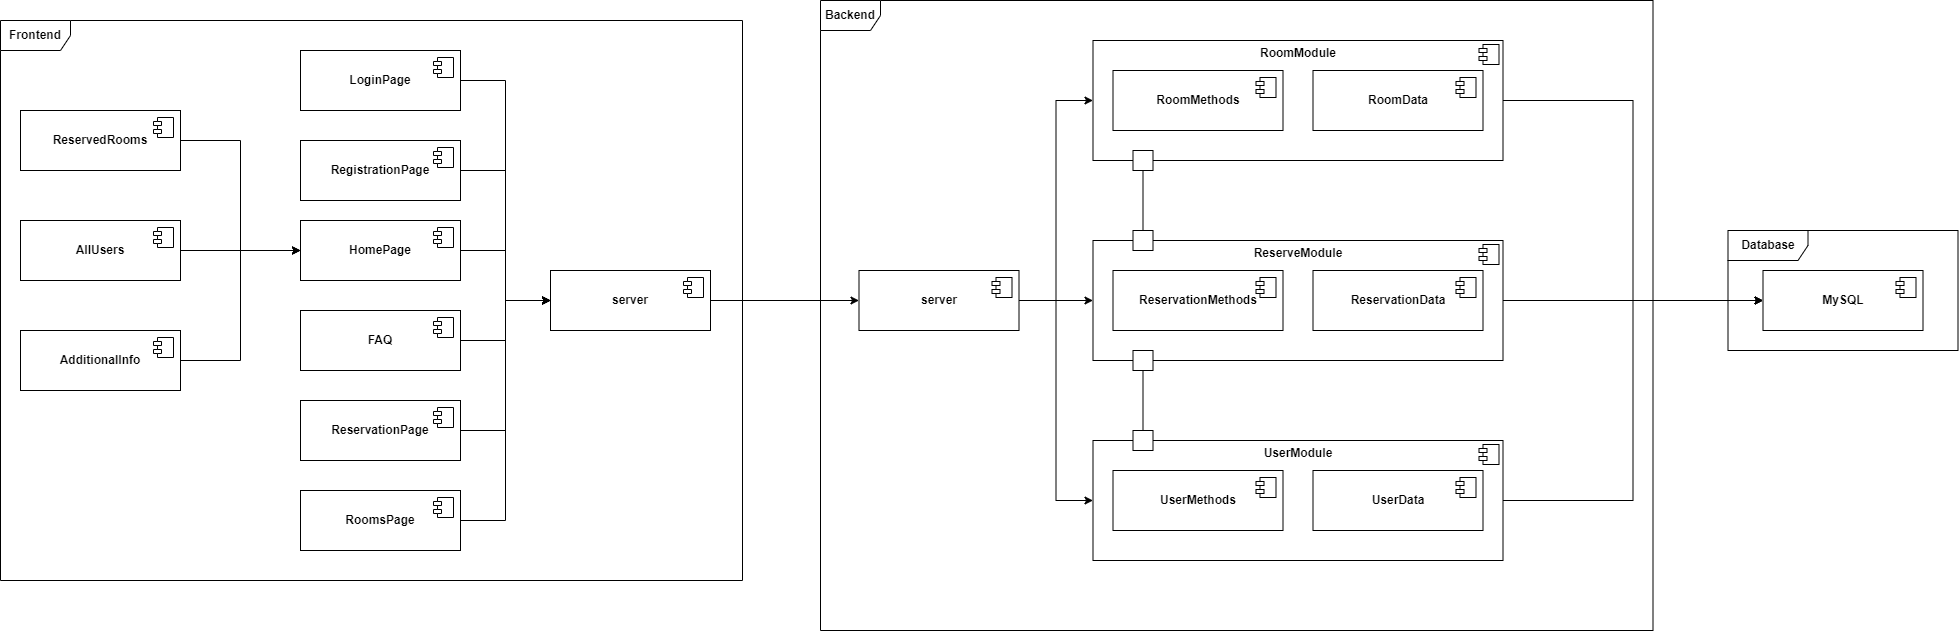 Frontend
LoginPage
ReservedRooms
RegistrationPage
AllUsers
HomePage
server
FAQ
AdditionalInfo
ReservationPage
RoomsPage
Backend
RoomModule
RoomMethods
RoomData
ReserveModule
server
ReservationMethods
ReservationData
UserModule
UserMethods
UserData
Database
MySQL